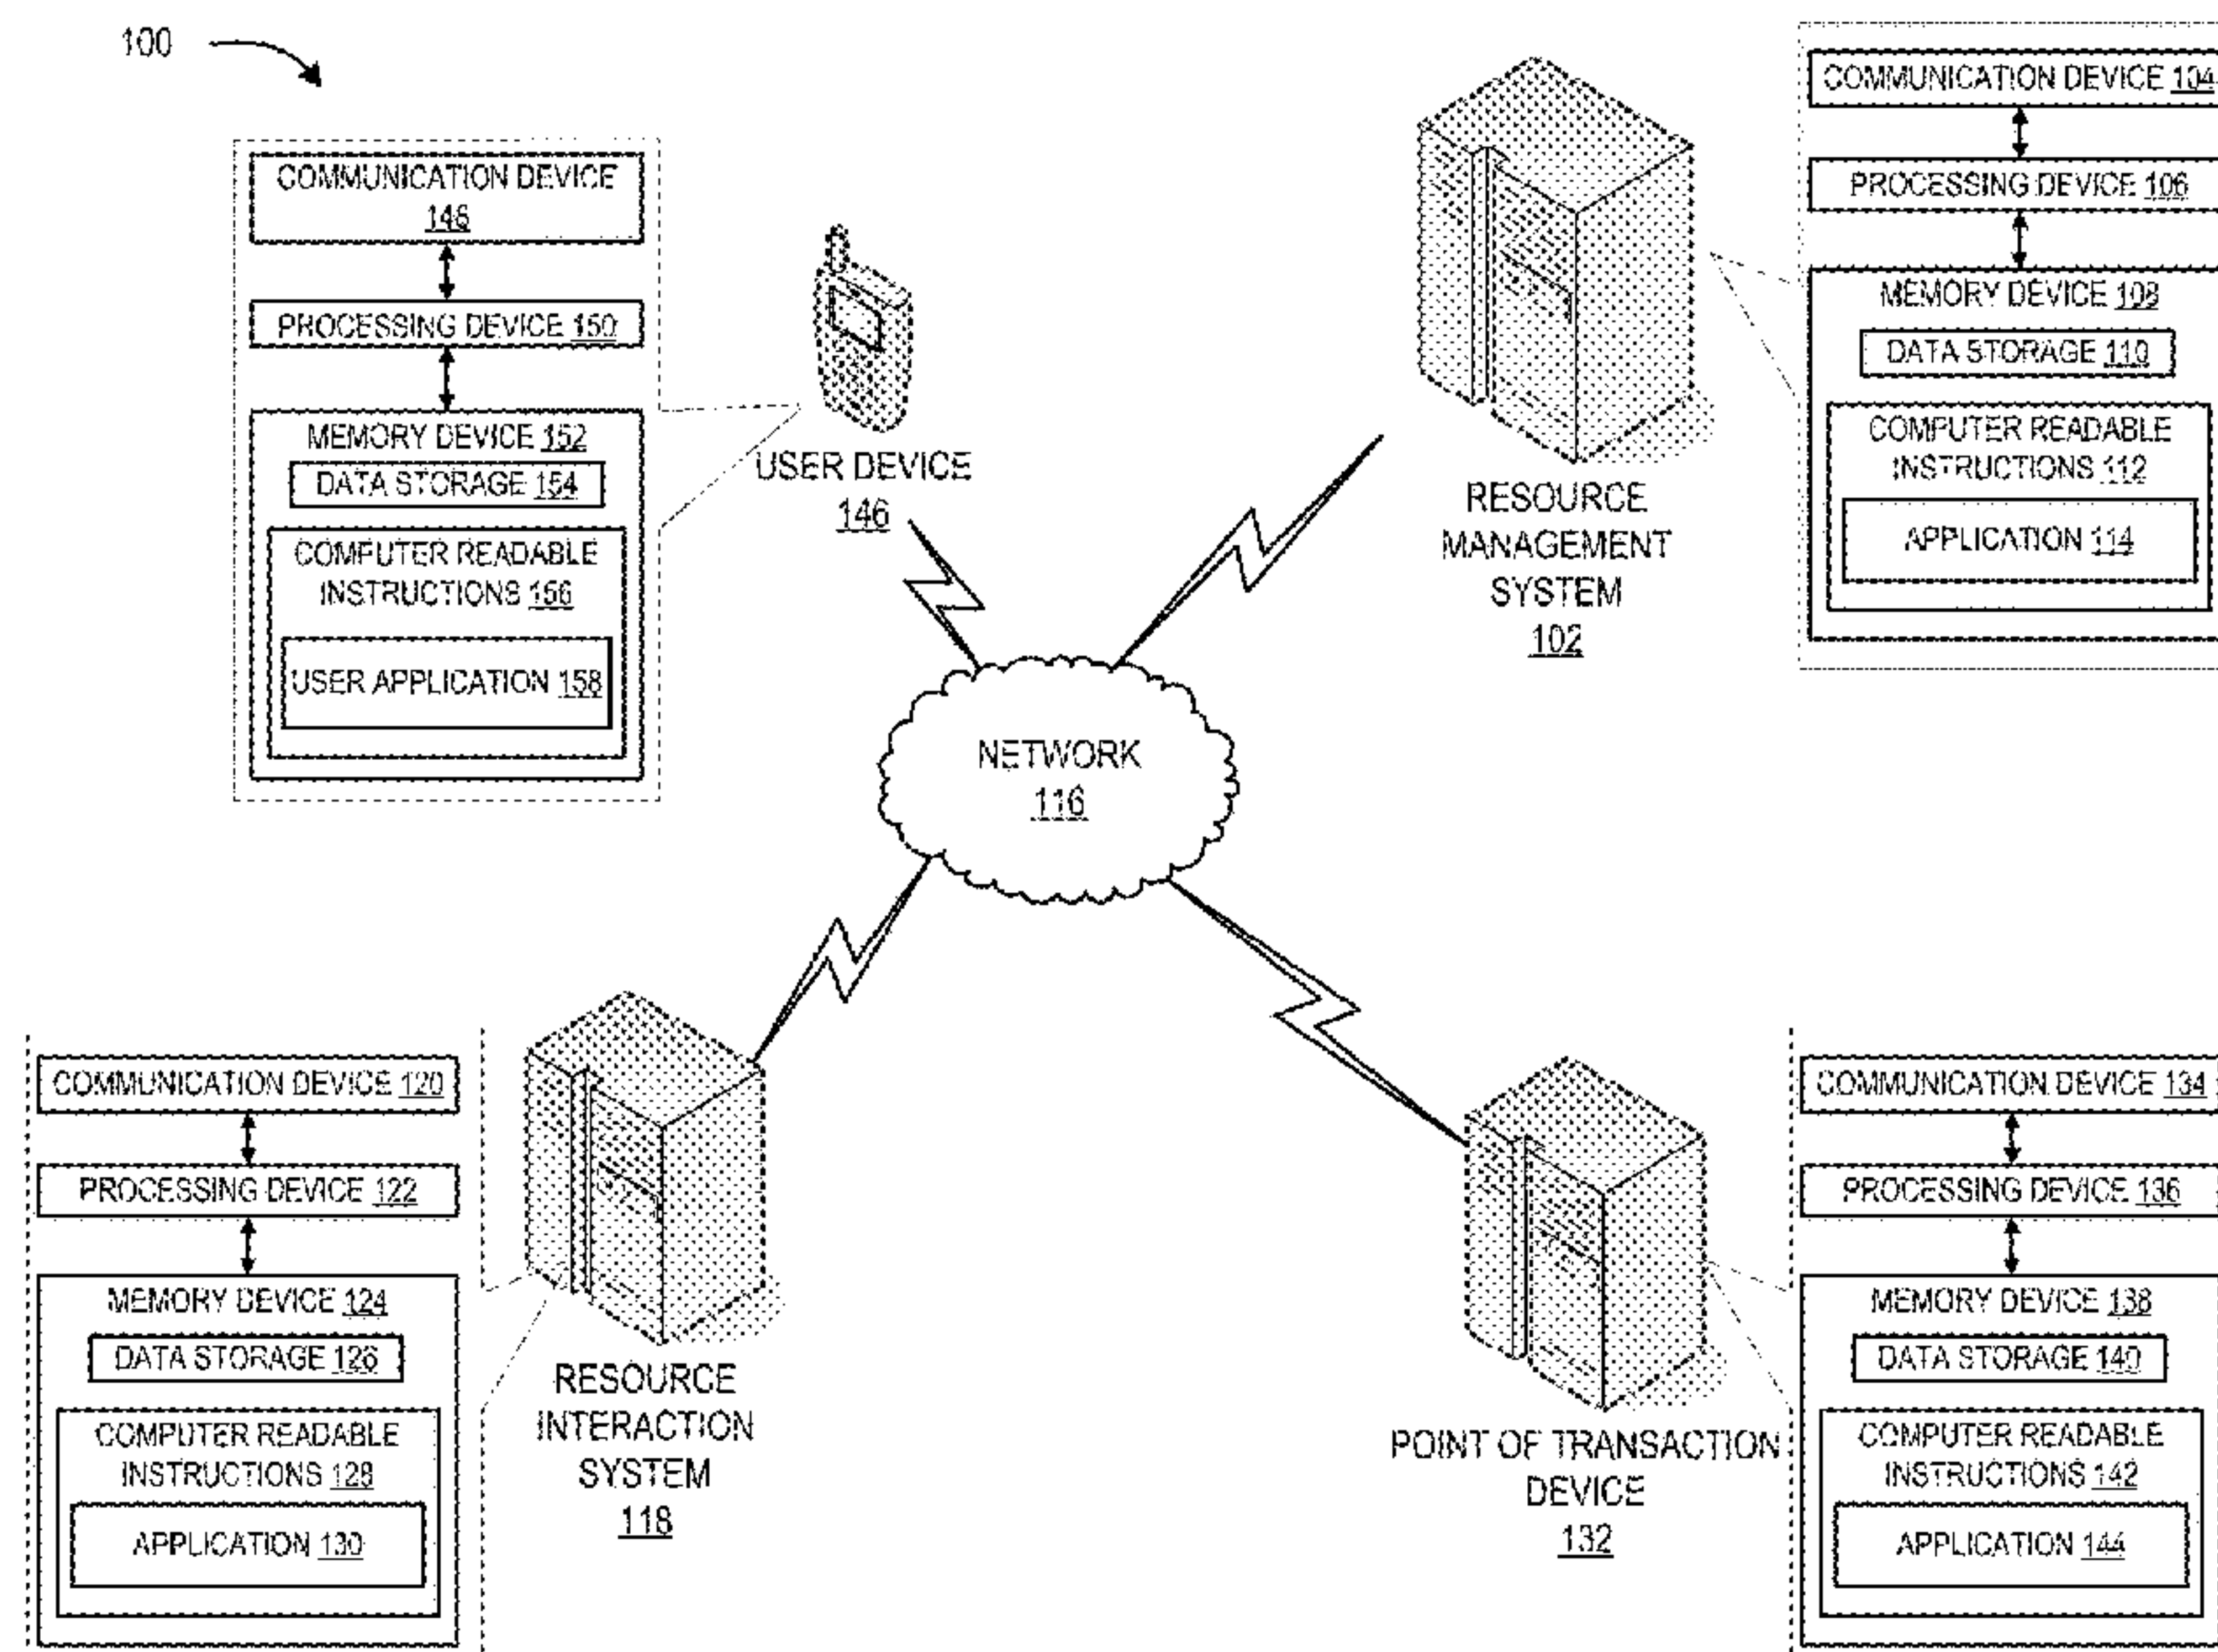 100
COMMUNICATION DEVICE
146
PROCESSING DEVICE 150
MEMORY DEVICE 152
DATA STORAGE 154
COMPUTER READABLE
INSTRUCTIONS 156
USER APPLICATION 158
USER DEVICE
146
RESOURCE
MANAGEMENT
SYSTEM
102
COMMUNICATION DEVICE 104
PROCESSING DEVICE 106
MEMORY DEVICE 108
DATA STORAGE 110
COMPUTER READABLE
INSTRUCTIONS 112
APPLICATION 114
NETWORK
116
COMMUNICATION DEVICE 120
PROCESSING DEVICE 122
MEMORY DEVICE 124
DATA STORAGE 126
COMPUTER READABLE
INSTRUCTIONS 128
APPLICATION 130
RESOURCE
INTERACTION
SYSTEM
118
POINT OF TRANSACTION
DEVICE
132
COMMUNICATION DEVICE 134
PROCESSING DEVICE 136
MEMORY DEVICE 138
DATA STORAGE 140
COMPUTER READABLE
INSTRUCTIONS 142
APPLICATION 144